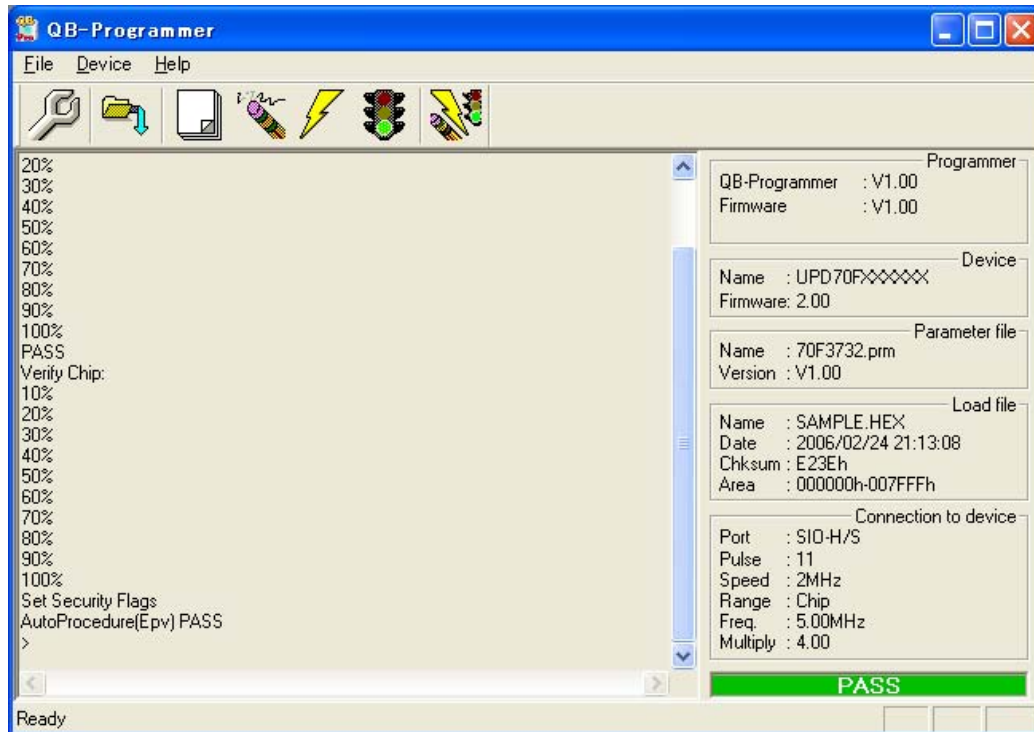 QB-Programmer
File Device Help
20%
30%
40%
50%
60%
70%
80%
90%
100%
PASS
Verify Chip:
10%
20%
30%
40%
50%
60%
70%
80%
90%
100%
Set Security Flags
AutoProcedure(Epv) PASS
>
Programmer
QB-Programmer : V1.00
Firmware : V1.00
Device
Name : UPD70FXXXXXX
Firmware: 2.00
Parameter file
Name : 70F3732.prm
Version : V1.00
Load file
Name : SAMPLE.HEX
Date : 2006/02/24 21:13:08
Chksum : E23Eh
Area : 000000h-007FFFh
Connection to device
Port : SIO-H/S
Pulse : 11
Speed : 2MHz
Range : Chip
Freq. : 5.00MHz
Multiply : 4.00
PASS
Ready